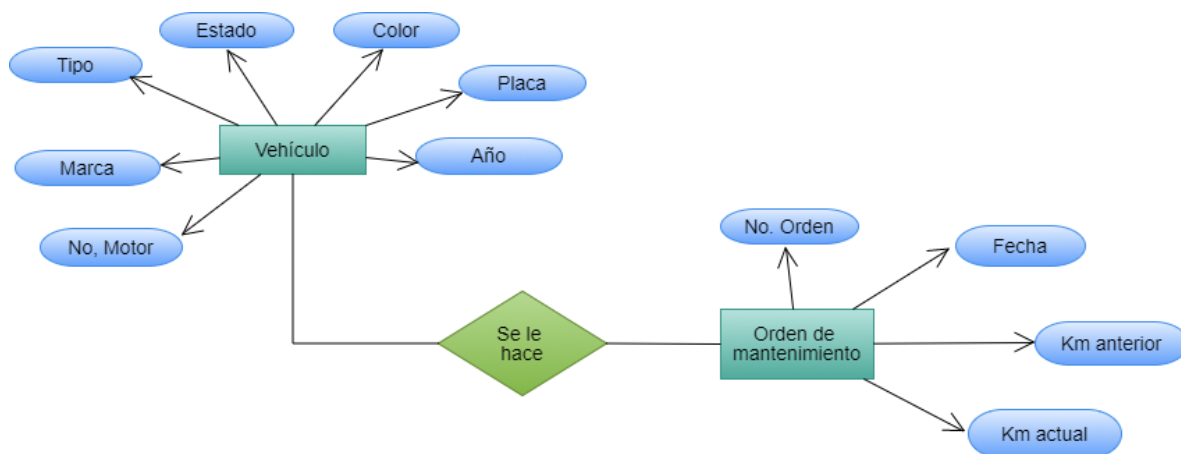 Estado
Color
Tipo
Placa
Vehículo
Año
Marca
No, Motor
No. Orden
Fecha
Se le
hace
Orden de
mantenimiento
Km anterior
Km actual